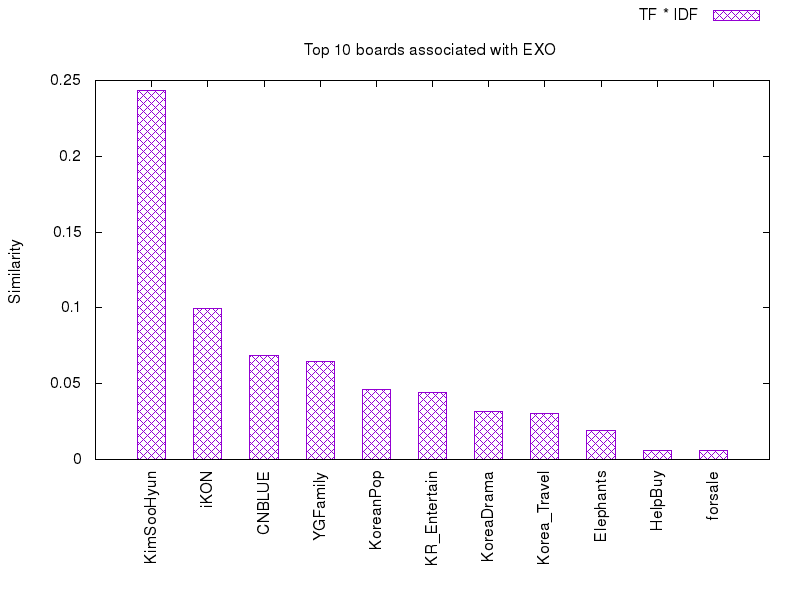 TF * IDF
Top 10 boards associated with EXO
Similarity
0.25
0.2
0.15
0.1
0.05
0
KimSooHyun
iKON
CNBLUE
YGFamily
KoreanPop
KR_Entertain
KoreaDrama
Korea_Travel
Elephants
HelpBuy
forsale